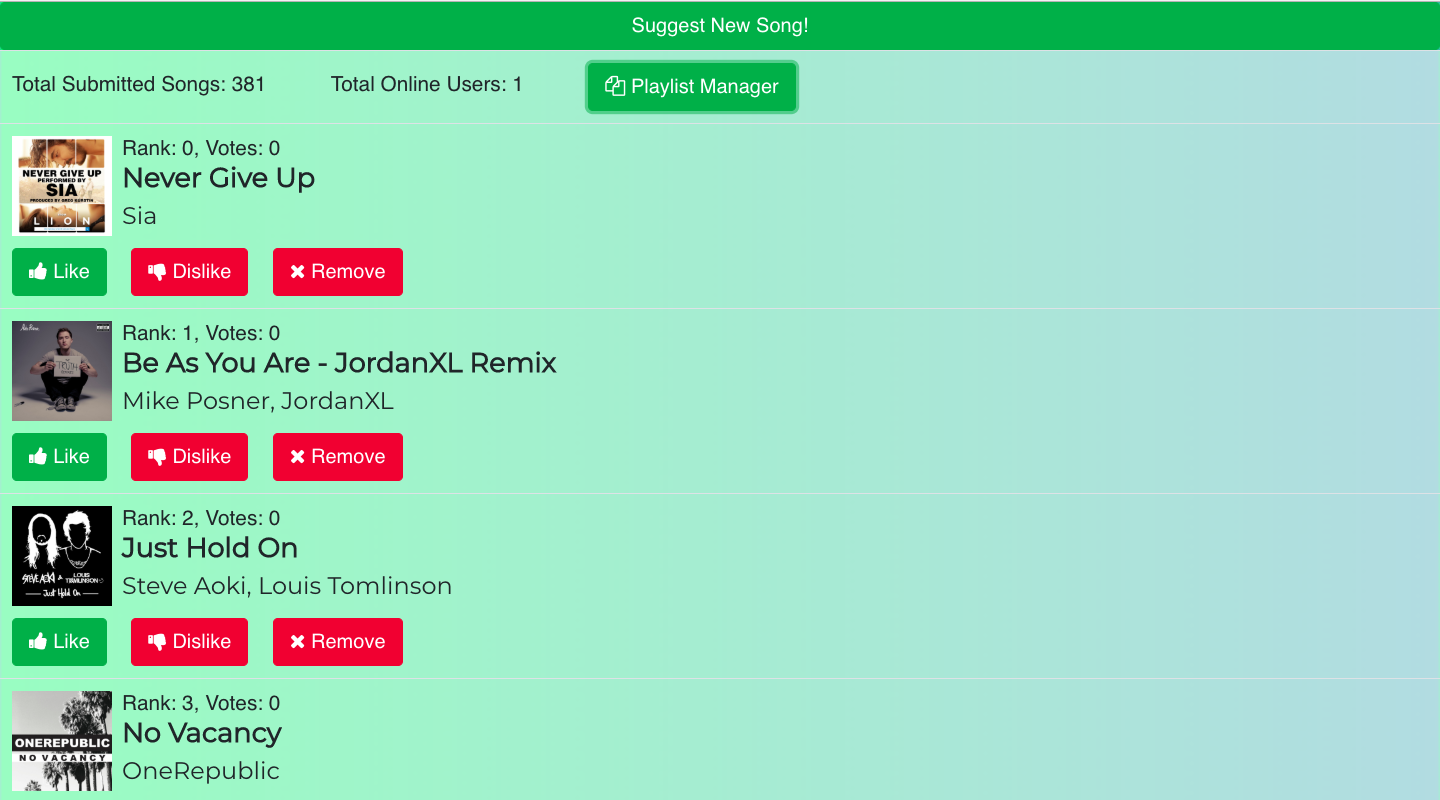 Suggest New Song!
Total Submitted Songs: 381 Total Online Users: 1 Playlist Manager
NEVER GIVE UP
PERFORMED BY
SIA
PRODUCED BY GREG KURSTIN
LION
Rank: 0, Votes: 0
Never Give Up
Sia
Like Dislike Remove
TRUTH
Rank: 1, Votes: 0
Be As You Are - JordanXL Remix
Mike Posner, JordanXL
Like Dislike Remove
STEVE AOKI & LOUIS TOMLINSON
Just Hold On
Rank: 2, Votes: 0
Just Hold On
Steve Aoki, Louis Tomlinson
Like Dislike Remove
ONEREPUBLIC
NO VACANCY
Rank: 3, Votes: 0
No Vacancy
OneRepublic